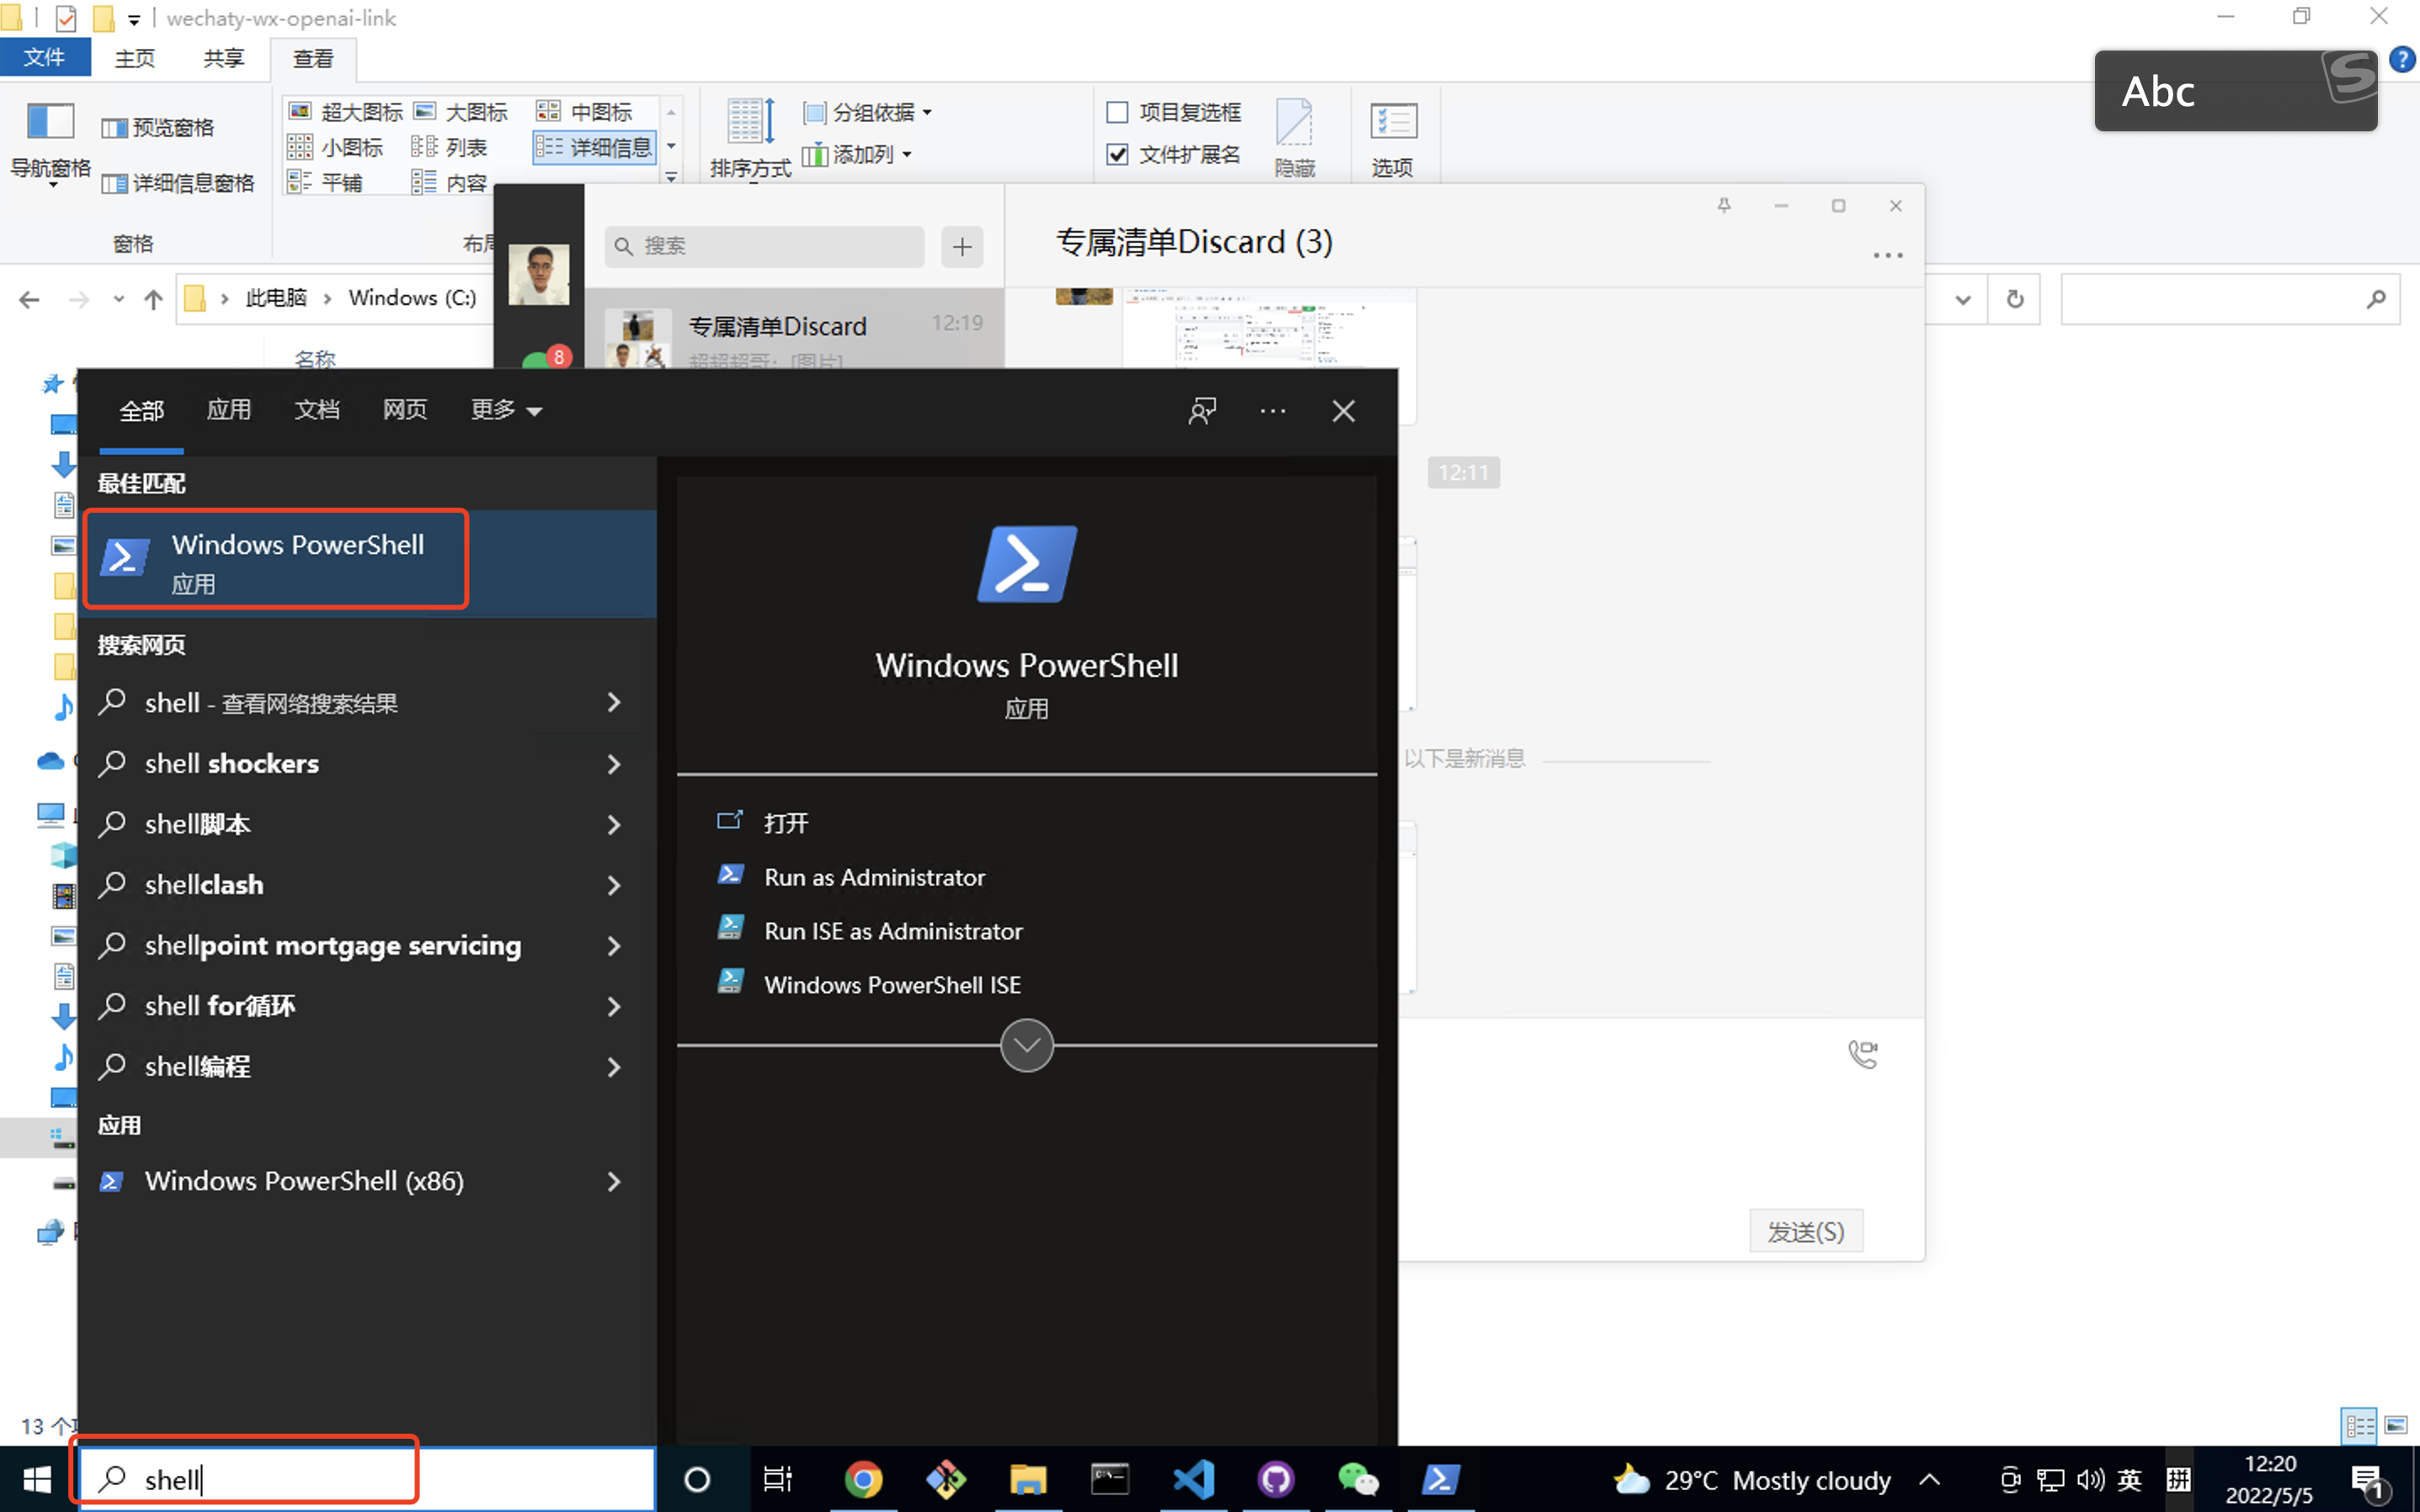 wechaty-wx-openai-link
文件 主页 共享 查看
Abc
导航窗格
预览窗格
详细信息窗格
窗格
超大图标 大图标 中图标
小图标 列表 详细信息
平铺 内容
排序方式
分组依据
添加列
项目复选框
文件扩展名
隐藏
选项
搜索
专属清单Discard (3)
此电脑 Windows (C:)
名称
专属清单Discard 12:19
超超超哥: [图片]
8
全部 应用 文档 网页 更多
12:11
最佳匹配
Windows PowerShell
应用
搜索网页
shell - 查看网络搜索结果
shell shockers
shell脚本
shellclash
shellpoint mortgage servicing
shell for循环
shell编程
应用
Windows PowerShell (x86)
Windows PowerShell
应用
打开
Run as Administrator
Run ISE as Administrator
Windows PowerShell ISE
以下是新消息
发送(S)
13 个
shell
29°C Mostly cloudy
英
拼
12:20
2022/5/5
1